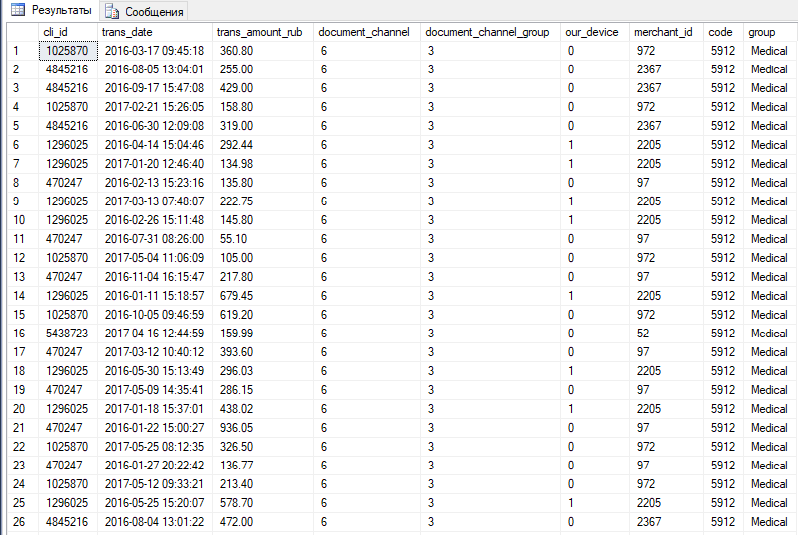 Результаты Сообщения
cli_id trans_date trans_amount_rub document_channel document_channel_group our_device merchant_id code group
1 1025870 2016-03-17 09:45:18 360.80 6 3 0 972 5912 Medical
2 4845216 2016-08-05 13:04:01 255.00 6 3 0 2367 5912 Medical
3 4845216 2016-09-17 15:47:08 429.00 6 3 0 2367 5912 Medical
4 1025870 2017-02-21 15:26:05 158.80 6 3 0 972 5912 Medical
5 4845216 2016-06-30 12:09:08 319.00 6 3 0 2367 5912 Medical
6 1296025 2016-04-14 15:04:46 292.44 6 3 1 2205 5912 Medical
7 1296025 2017-01-20 12:46:40 134.98 6 3 1 2205 5912 Medical
8 470247 2016-02-13 15:23:16 135.80 6 3 0 97 5912 Medical
9 1296025 2017-03-13 07:48:07 222.75 6 3 1 2205 5912 Medical
10 1296025 2016-02-26 15:11:48 145.80 6 3 1 2205 5912 Medical
11 470247 2016-07-31 08:26:00 55.10 6 3 0 97 5912 Medical
12 1025870 2017-05-04 11:06:09 105.00 6 3 0 972 5912 Medical
13 470247 2016-11-04 16:15:47 217.80 6 3 0 97 5912 Medical
14 1296025 2016-01-11 15:18:57 679.45 6 3 1 2205 5912 Medical
15 1025870 2016-10-05 09:46:59 619.20 6 3 0 972 5912 Medical
16 5438723 2017-04-16 12:44:59 159.99 6 3 0 52 5912 Medical
17 470247 2017-03-12 10:40:12 393.60 6 3 0 97 5912 Medical
18 1296025 2016-05-30 15:13:49 296.03 6 3 1 2205 5912 Medical
19 470247 2017-05-09 14:35:41 286.15 6 3 0 97 5912 Medical
20 1296025 2017-01-18 15:37:01 438.02 6 3 1 2205 5912 Medical
21 470247 2016-01-22 15:00:27 936.05 6 3 0 97 5912 Medical
22 1025870 2017-05-25 08:12:35 326.50 6 3 0 972 5912 Medical
23 470247 2016-01-27 20:22:42 136.77 6 3 0 97 5912 Medical
24 1025870 2017-05-12 09:33:21 213.40 6 3 0 972 5912 Medical
25 1296025 2016-05-25 15:20:07 578.70 6 3 1 2205 5912 Medical
26 4845216 2016-08-04 13:01:22 472.00 6 3 0 2367 5912 Medical